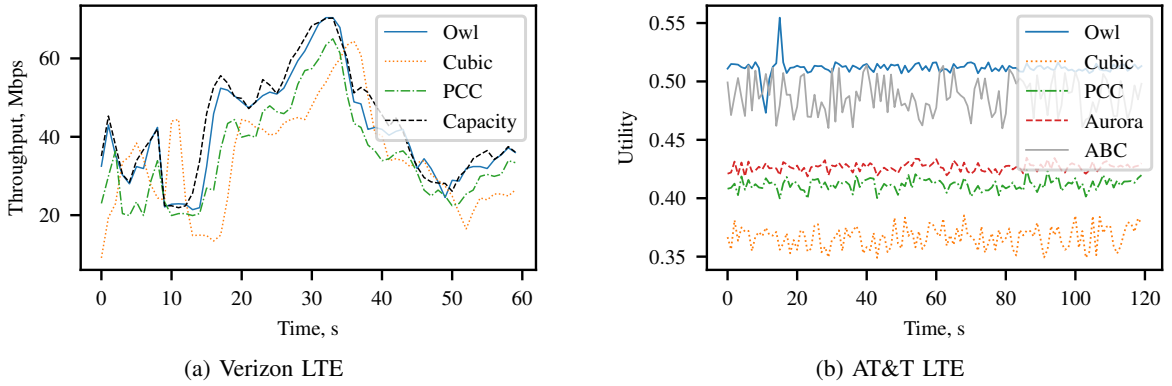 Throughput, Mbps
60
40
20
0
10
20
30
40
50
60
Time, s
Owl
Cubic
PCC
Capacity
(a) Verizon LTE
Utility
0.55
0.50
0.45
0.40
0.35
0
20
40
60
80
100
120
Time, s
Owl
Cubic
PCC
Aurora
ABC
(b) AT&T LTE